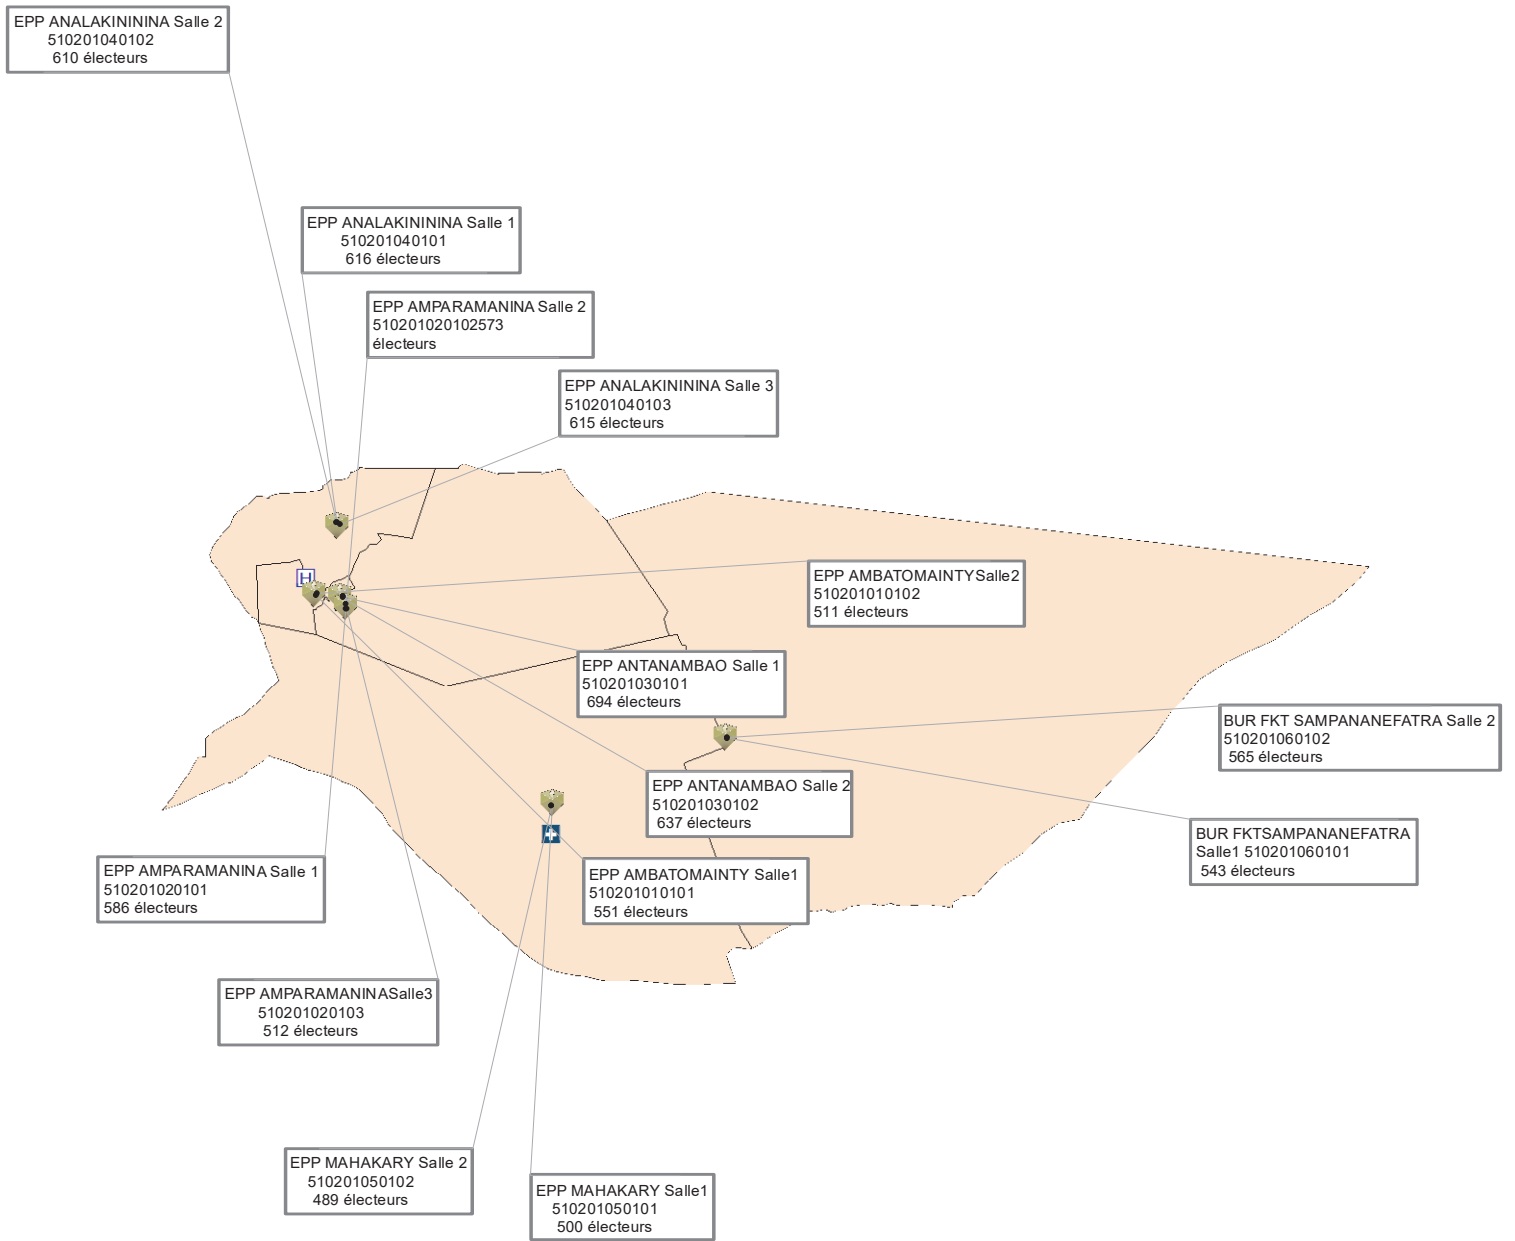 EPP ANALAKINININA Salle 2
510201040102
610 électeurs
EPP ANALAKINININA Salle 1
510201040101
616 électeurs
EPP AMPARAMANINA Salle 2
510201020102573
électeurs
EPP ANALAKINININA Salle 3
510201040103
615 électeurs
H
EPP AMBATOMAINTYSalle2
510201010102
511 électeurs
EPP ANTANAMBAO Salle 1
510201030101
694 électeurs
BUR FKT SAMPANANEFATRA Salle 2
510201060102
565 électeurs
EPP ANTANAMBAO Salle 2
510201030102
637 électeurs
BUR FKTSAMPANANEFATRA
Salle1 510201060101
543 électeurs
EPP AMPARAMANINA Salle 1
510201020101
586 électeurs
EPP AMBATOMAINTY Salle1
510201010101
551 électeurs
EPP AMPARAMANINASalle3
510201020103
512 électeurs
EPP MAHAKARY Salle 2
510201050102
489 électeurs
EPP MAHAKARY Salle1
510201050101
500 électeurs